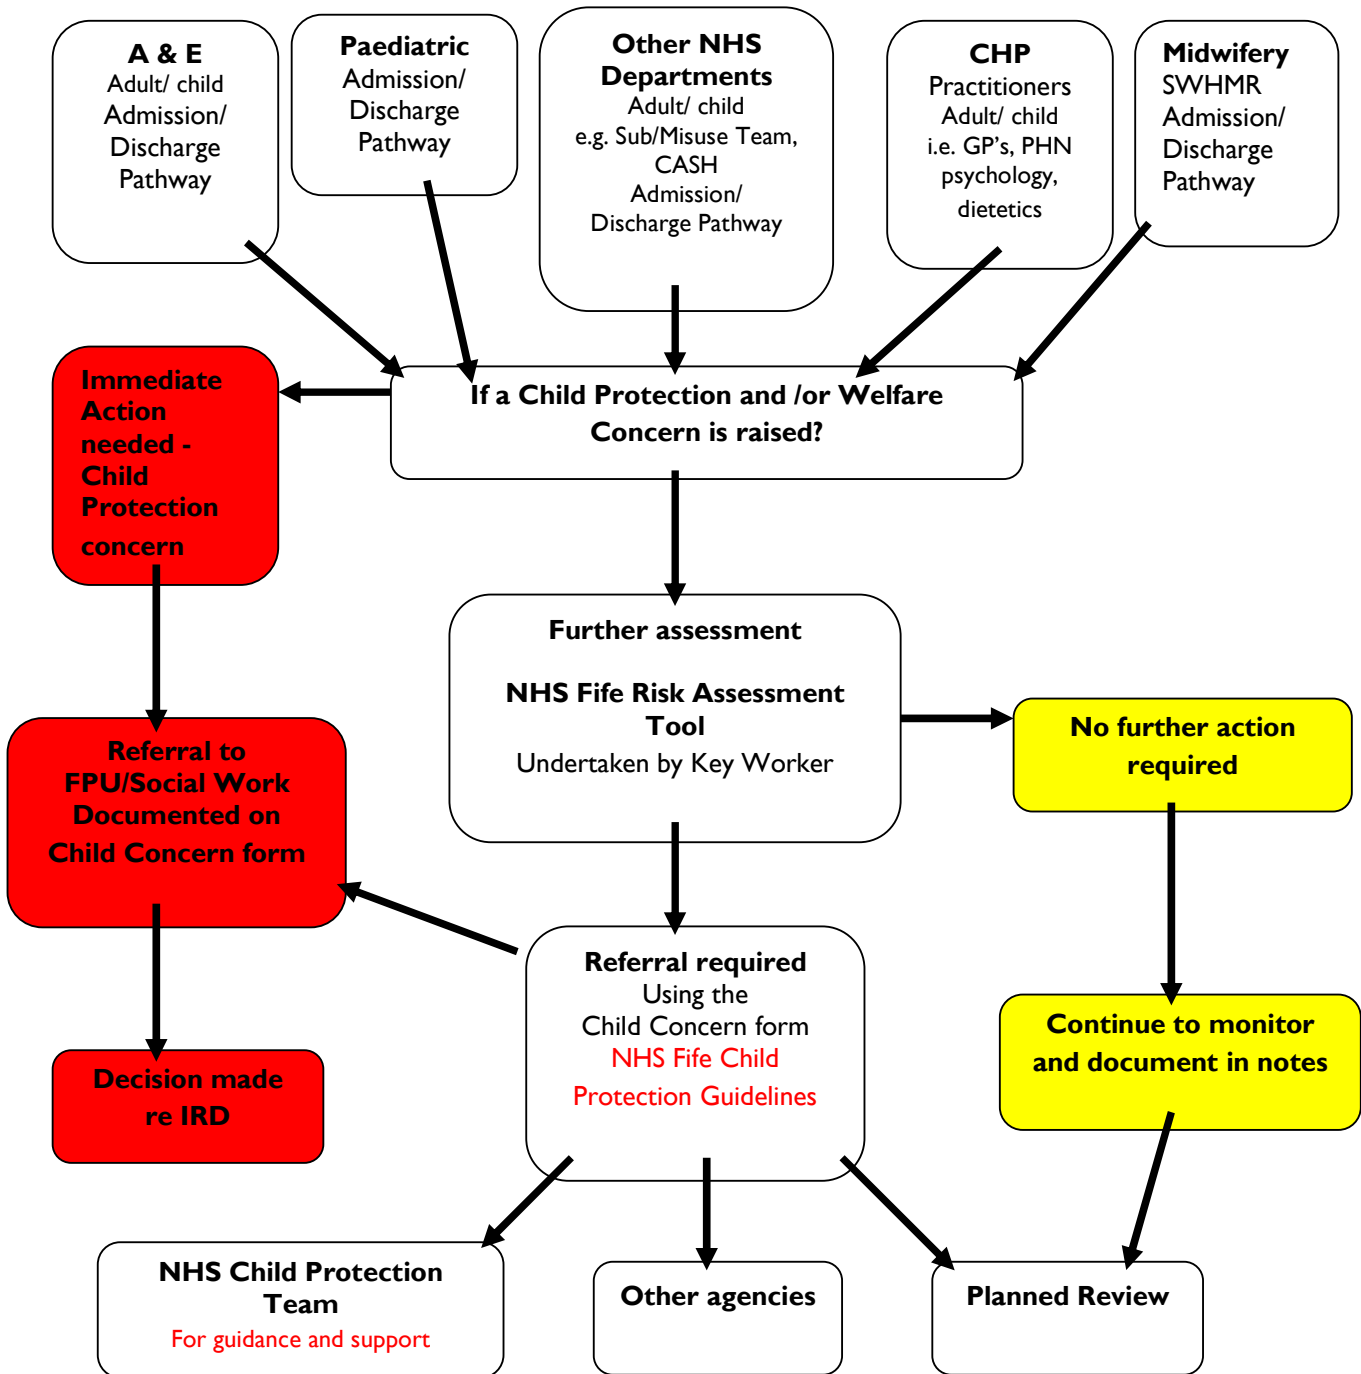 A & E
Adult/ child
Admission/
Discharge
Pathway
Paediatric
Admission/
Discharge
Pathway
Other NHS
Departments
Adult/ child
e.g. Sub/Misuse Team,
CASH
Admission/
Discharge Pathway
CHP
Practitioners
Adult/ child
i.e. GP's, PHN
psychology,
dietetics
Midwifery
SWHMR
Admission/
Discharge
Pathway
Immediate
Action
needed -
Child
Protection
concern
If a Child Protection and /or Welfare
Concern is raised?
Further assessment
NHS Fife Risk Assessment
Tool
Undertaken by Key Worker
No further action
required
Referral to
FPU/Social Work
Documented on
Child Concern form
Referral required
Using the
Child Concern form
NHS Fife Child
Protection Guidelines
Continue to monitor
and document in notes
Decision made
re IRD
NHS Child Protection
Team
For guidance and support
Other agencies
Planned Review